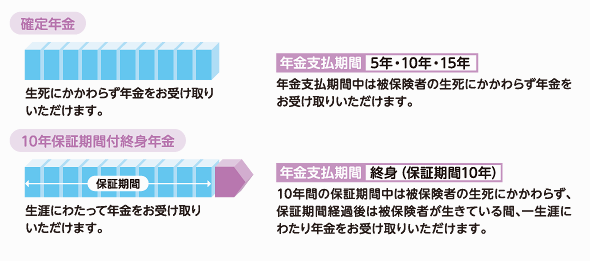 確定年金
生死にかかわらず年金をお受け取り
いただけます。
年金支払期間 5年・10年・15年
年金支払期間中は被保険者の生死にかかわらず年金を
お受け取りいただけます。
10年保証期間付終身年金
保証期間
生涯にわたって年金をお受け取り
いただけます。
年金支払期間 終身（保証期間10年）
10年間の保証期間中は被保険者の生死にかかわらず、
保証期間経過後は被保険者が生きている間、一生涯に
わたり年金をお受け取りいただけます。